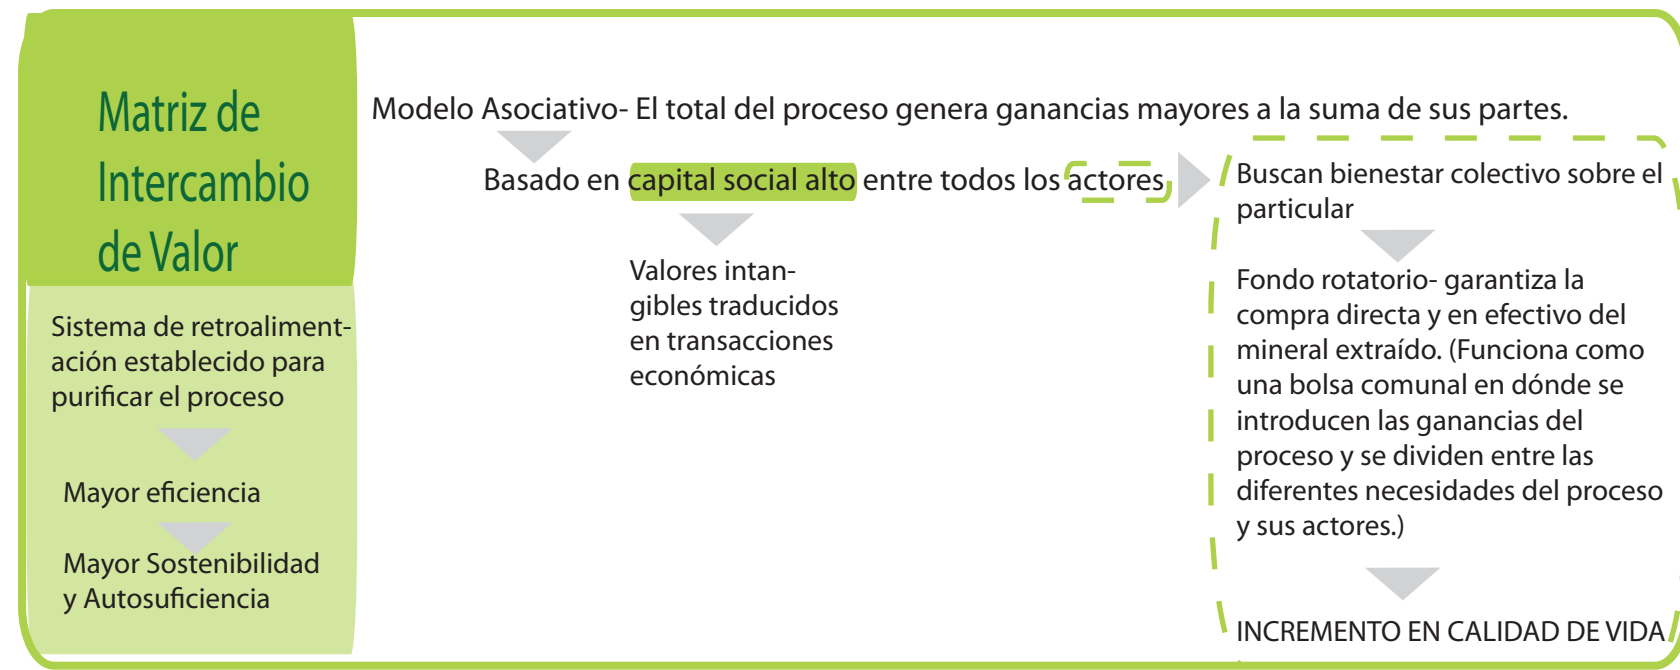 Matriz de
Intercambio
de Valor
Sistema de retroaliment-
ación establecido para
purificar el proceso
Mayor eficiencia
Mayor Sostenibilidad
y Autosuficiencia
Modelo Asociativo- El total del proceso genera ganancias mayores a la suma de sus partes.
Basado en capital social alto entre todos los actores
Valores intan-
gibles traducidos
en transacciones
económicas
Buscan bienestar colectivo sobre el
particular
Fondo rotatorio- garantiza la
compra directa y en efectivo del
mineral extraído. (Funciona como
una bolsa comunal en dónde se
introducen las ganancias del
proceso y se dividen entre las
diferentes necesidades del proceso
y sus actores.)
INCREMENTO EN CALIDAD DE VIDA